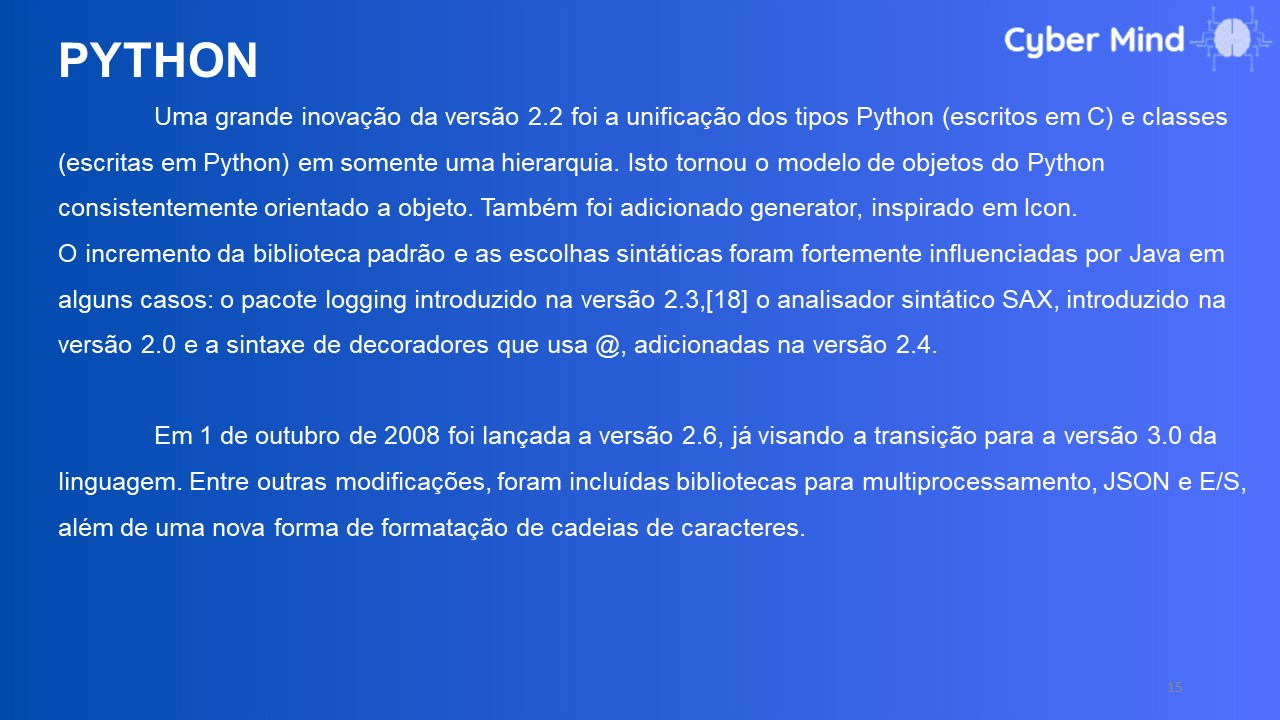 PYTHON
Cyber Mind
Uma grande inovação da versão 2.2 foi a unificação dos tipos Python (escritos em C) e classes
(escritas em Python) em somente uma hierarquia. Isto tornou o modelo de objetos do Python
consistentemente orientado a objeto. Também foi adicionado generator, inspirado em Icon.
O incremento da biblioteca padrão e as escolhas sintáticas foram fortemente influenciadas por Java em
alguns casos: o pacote logging introduzido na versão 2.3,[18] o analisador sintático SAX, introduzido na
versão 2.0 e a sintaxe de decoradores que usa @, adicionadas na versão 2.4.
Em 1 de outubro de 2008 foi lançada a versão 2.6, já visando a transição para a versão 3.0 da
linguagem. Entre outras modificações, foram incluídas bibliotecas para multiprocessamento, JSON e E/S,
além de uma nova forma de formatação de cadeias de caracteres.
15